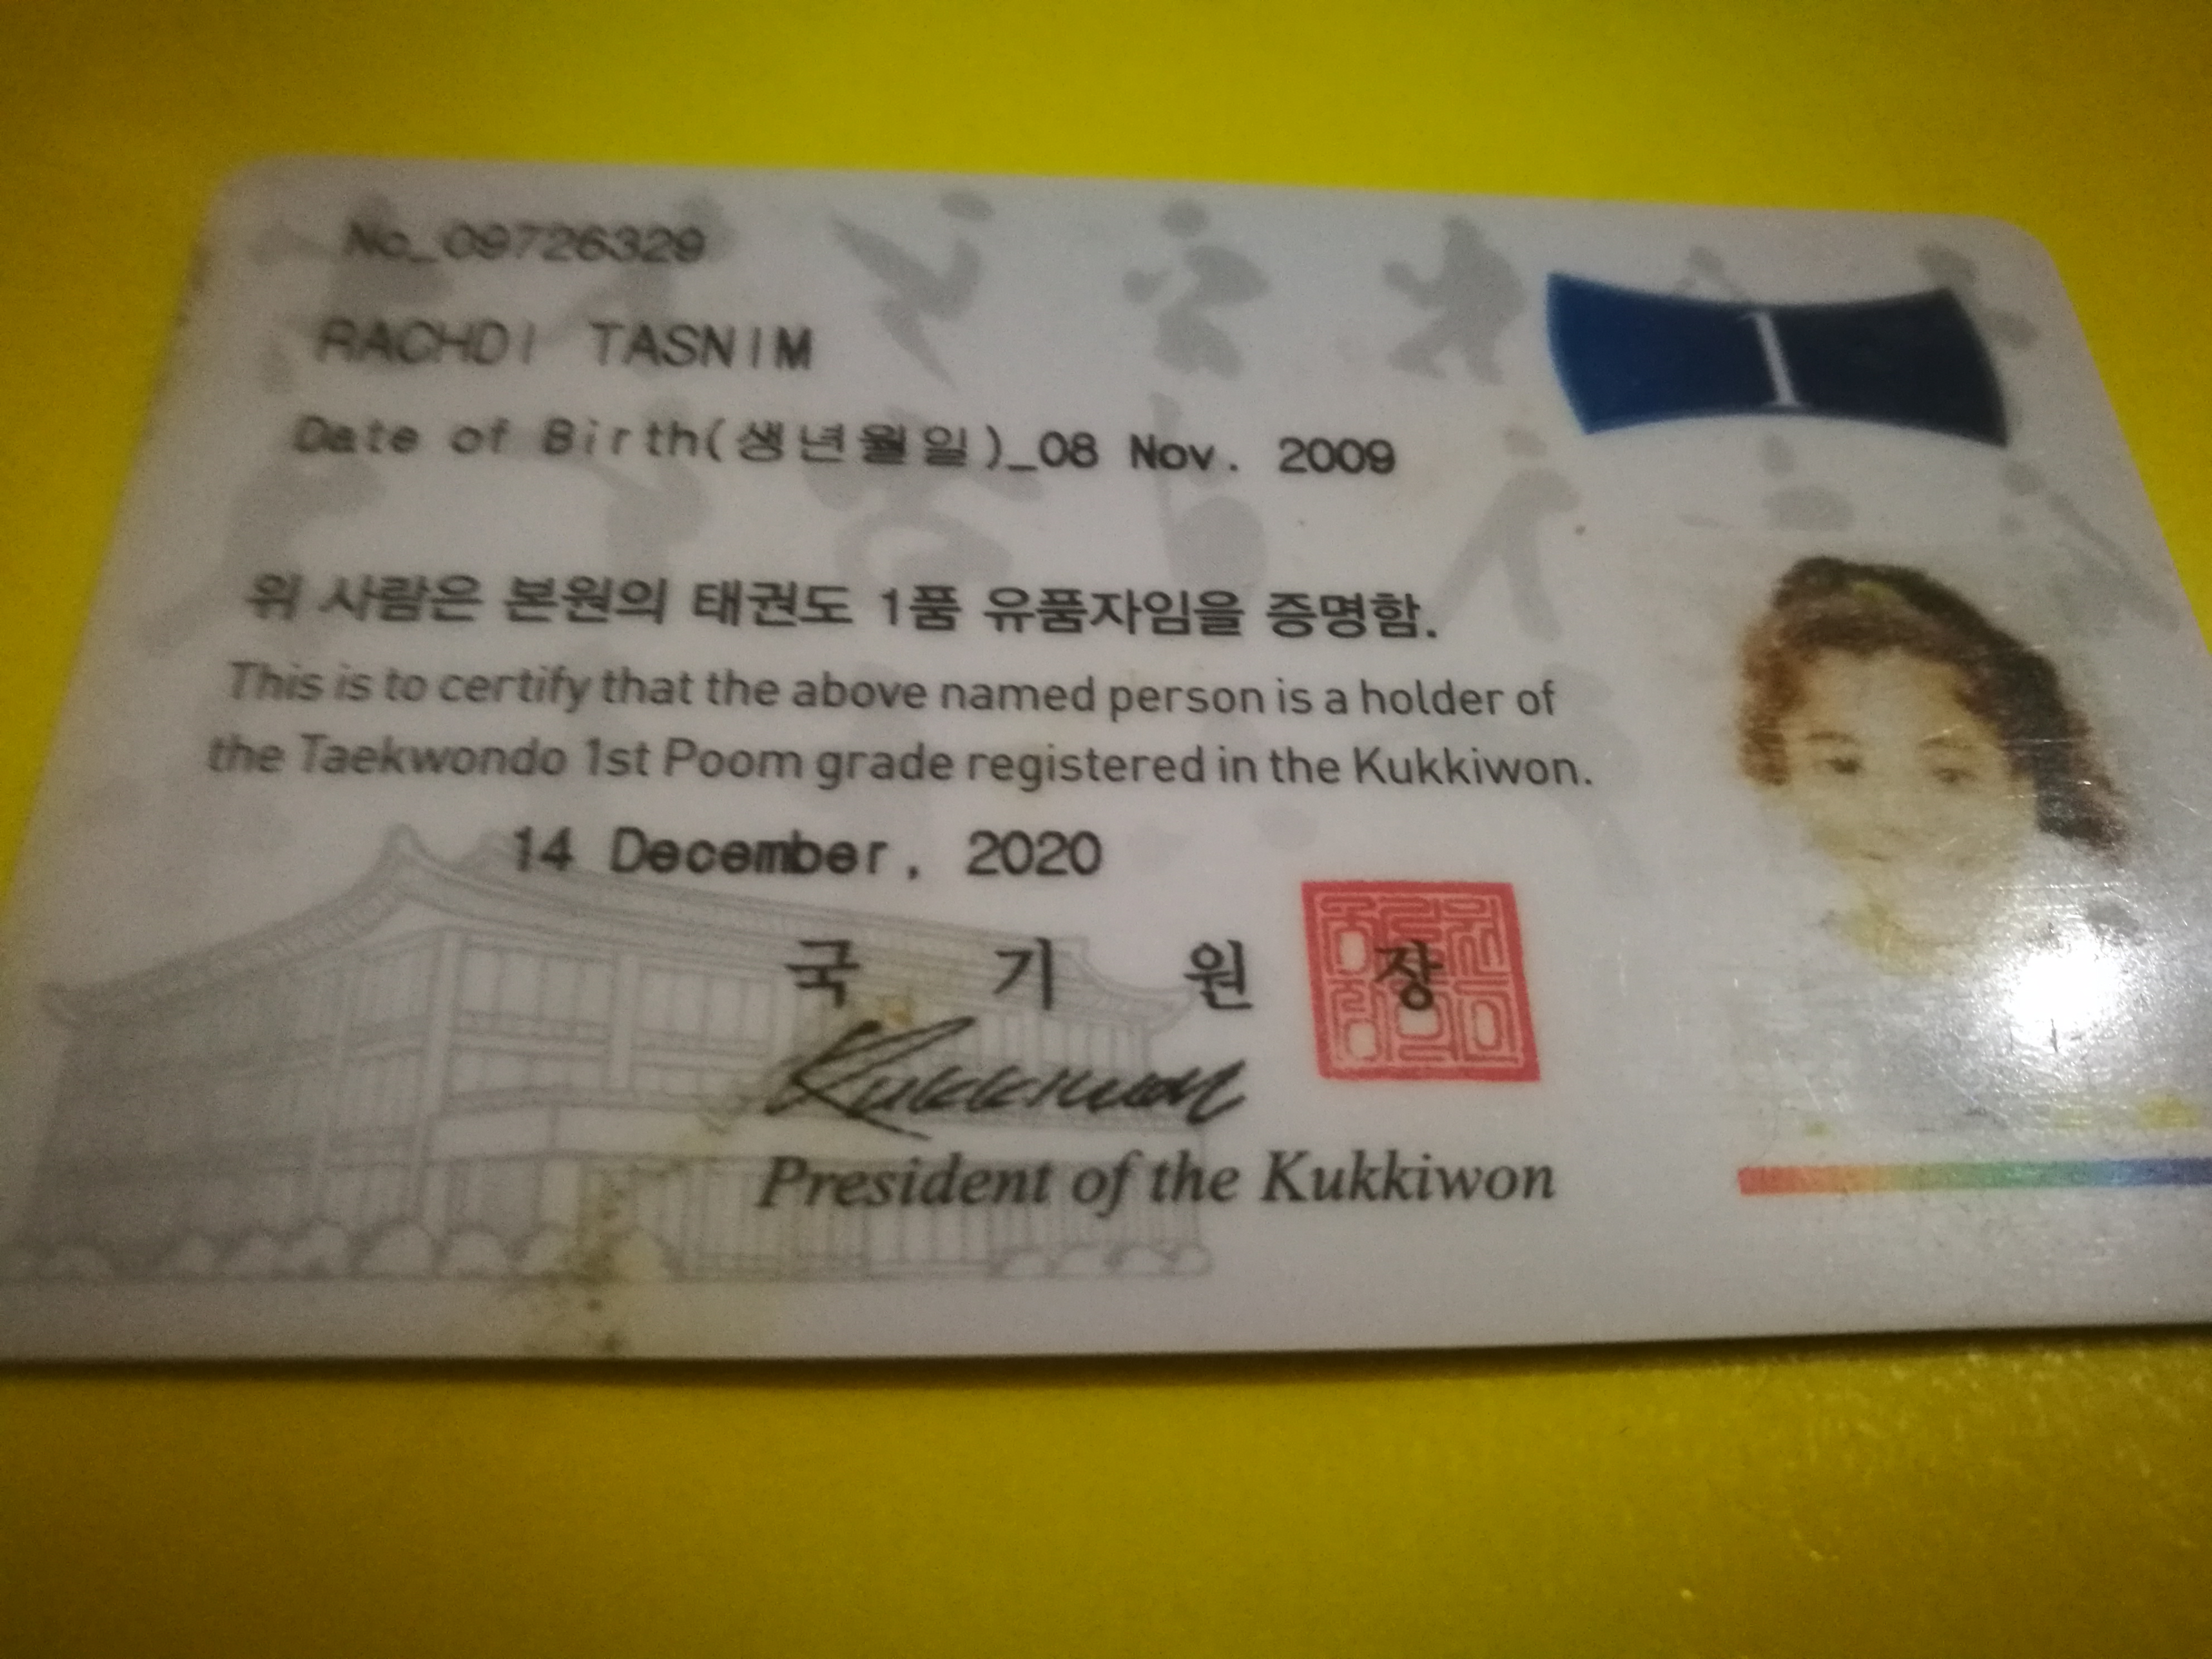 No_09726329
RACHDI TASNIM
1
Date of Birth(생년월일)_08 Nov. 2009
위 사람은 본원의 태권도 1품 유품자임을 증명함.
This is to certify that the above named person is a holder of
the Taekwondo 1st Poom grade registered in the Kukkiwon.
14 December, 2020
국 기 원 장
Kukkiwon
President of the Kukkiwon